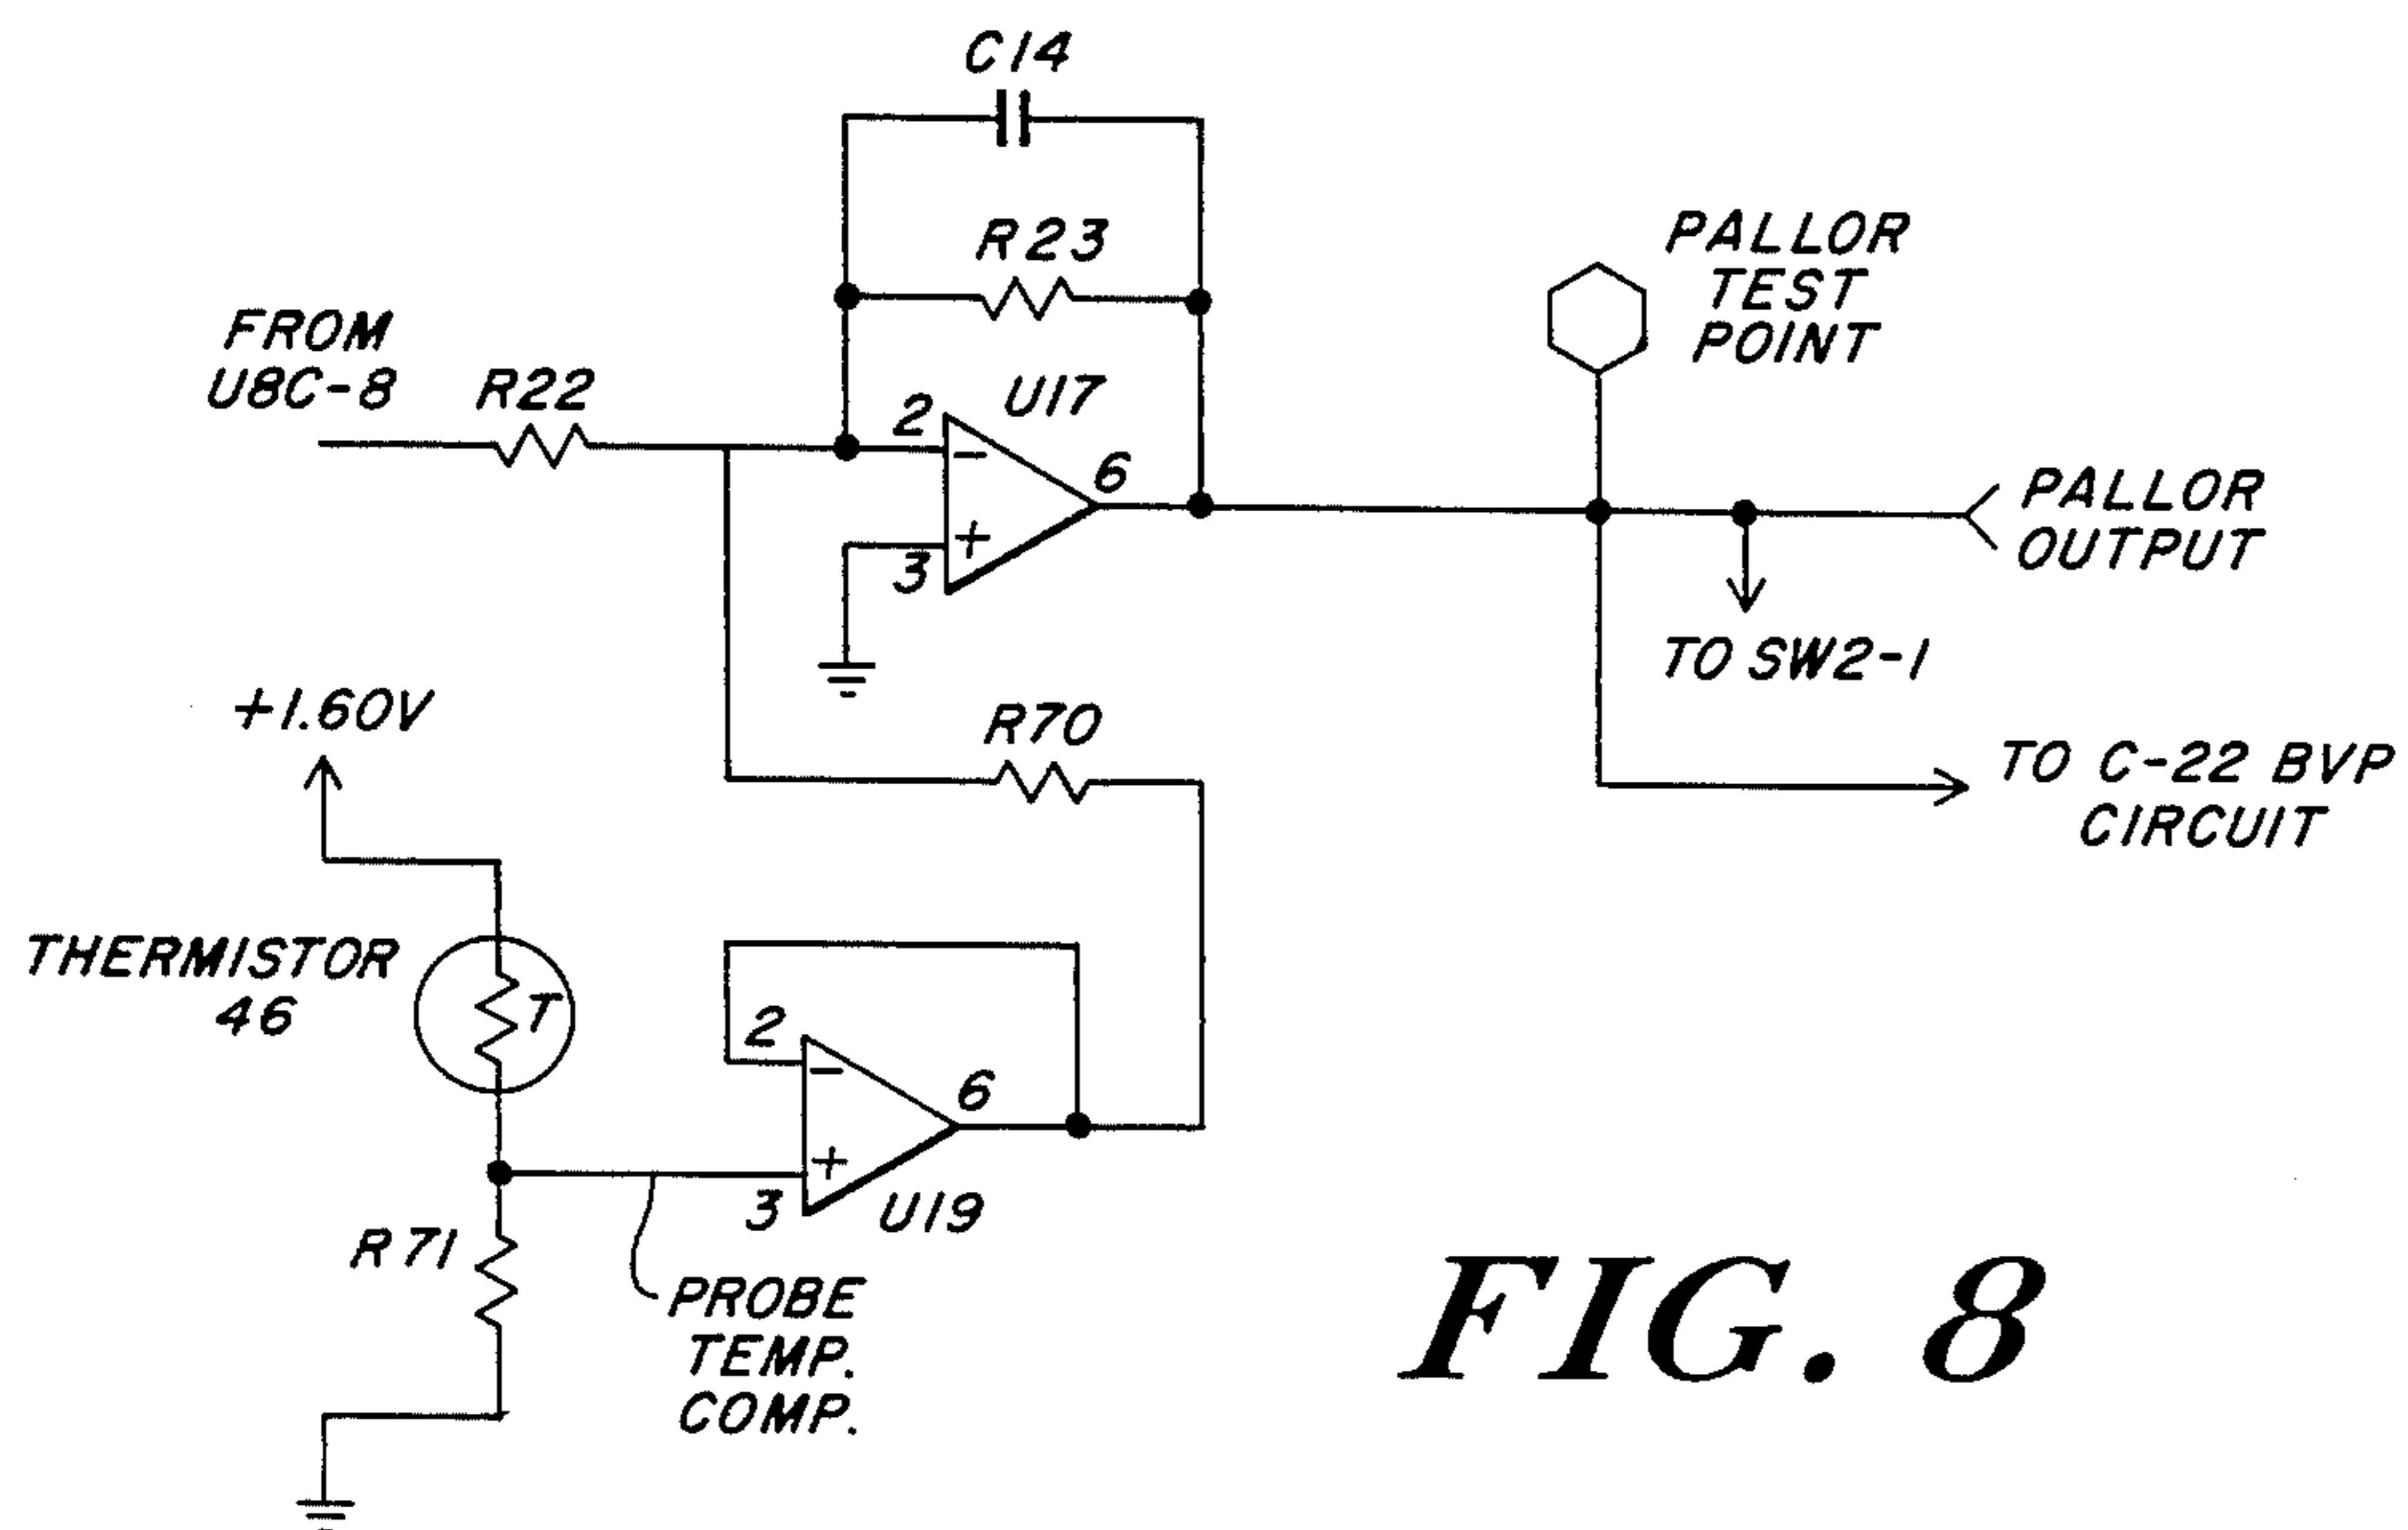 C14
R23
PALLOR
TEST
POINT
FROM
U8C-8
R22
U17
2
-
6
+
3
PALLOR
OUTPUT
TO SW2-1
+1.60V
R70
TO C-22 BVP
CIRCUIT
THERMISTOR
46
T
2
-
6
+
3
U19
R71
PROBE
TEMP.
COMP.
FIG. 8